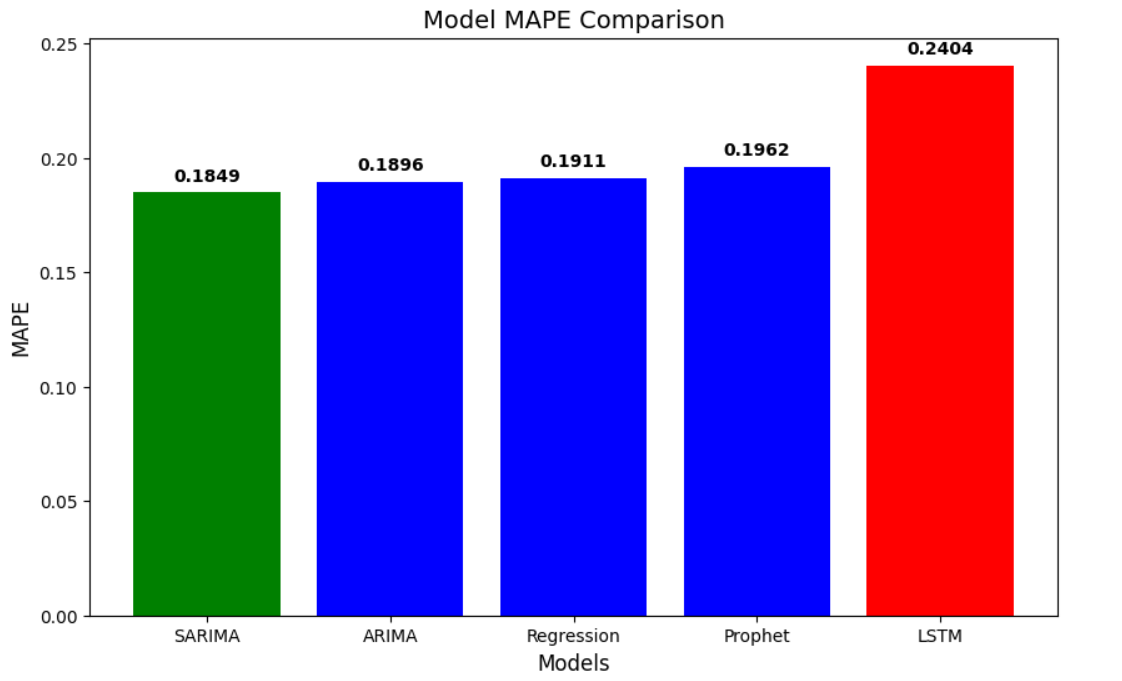 Model MAPE Comparison
MAPE
0.25
0.20
0.15
0.10
0.05
0.00
0.1849
0.1896
0.1911
0.1962
0.2404
SARIMA
ARIMA
Regression
Prophet
LSTM
Models